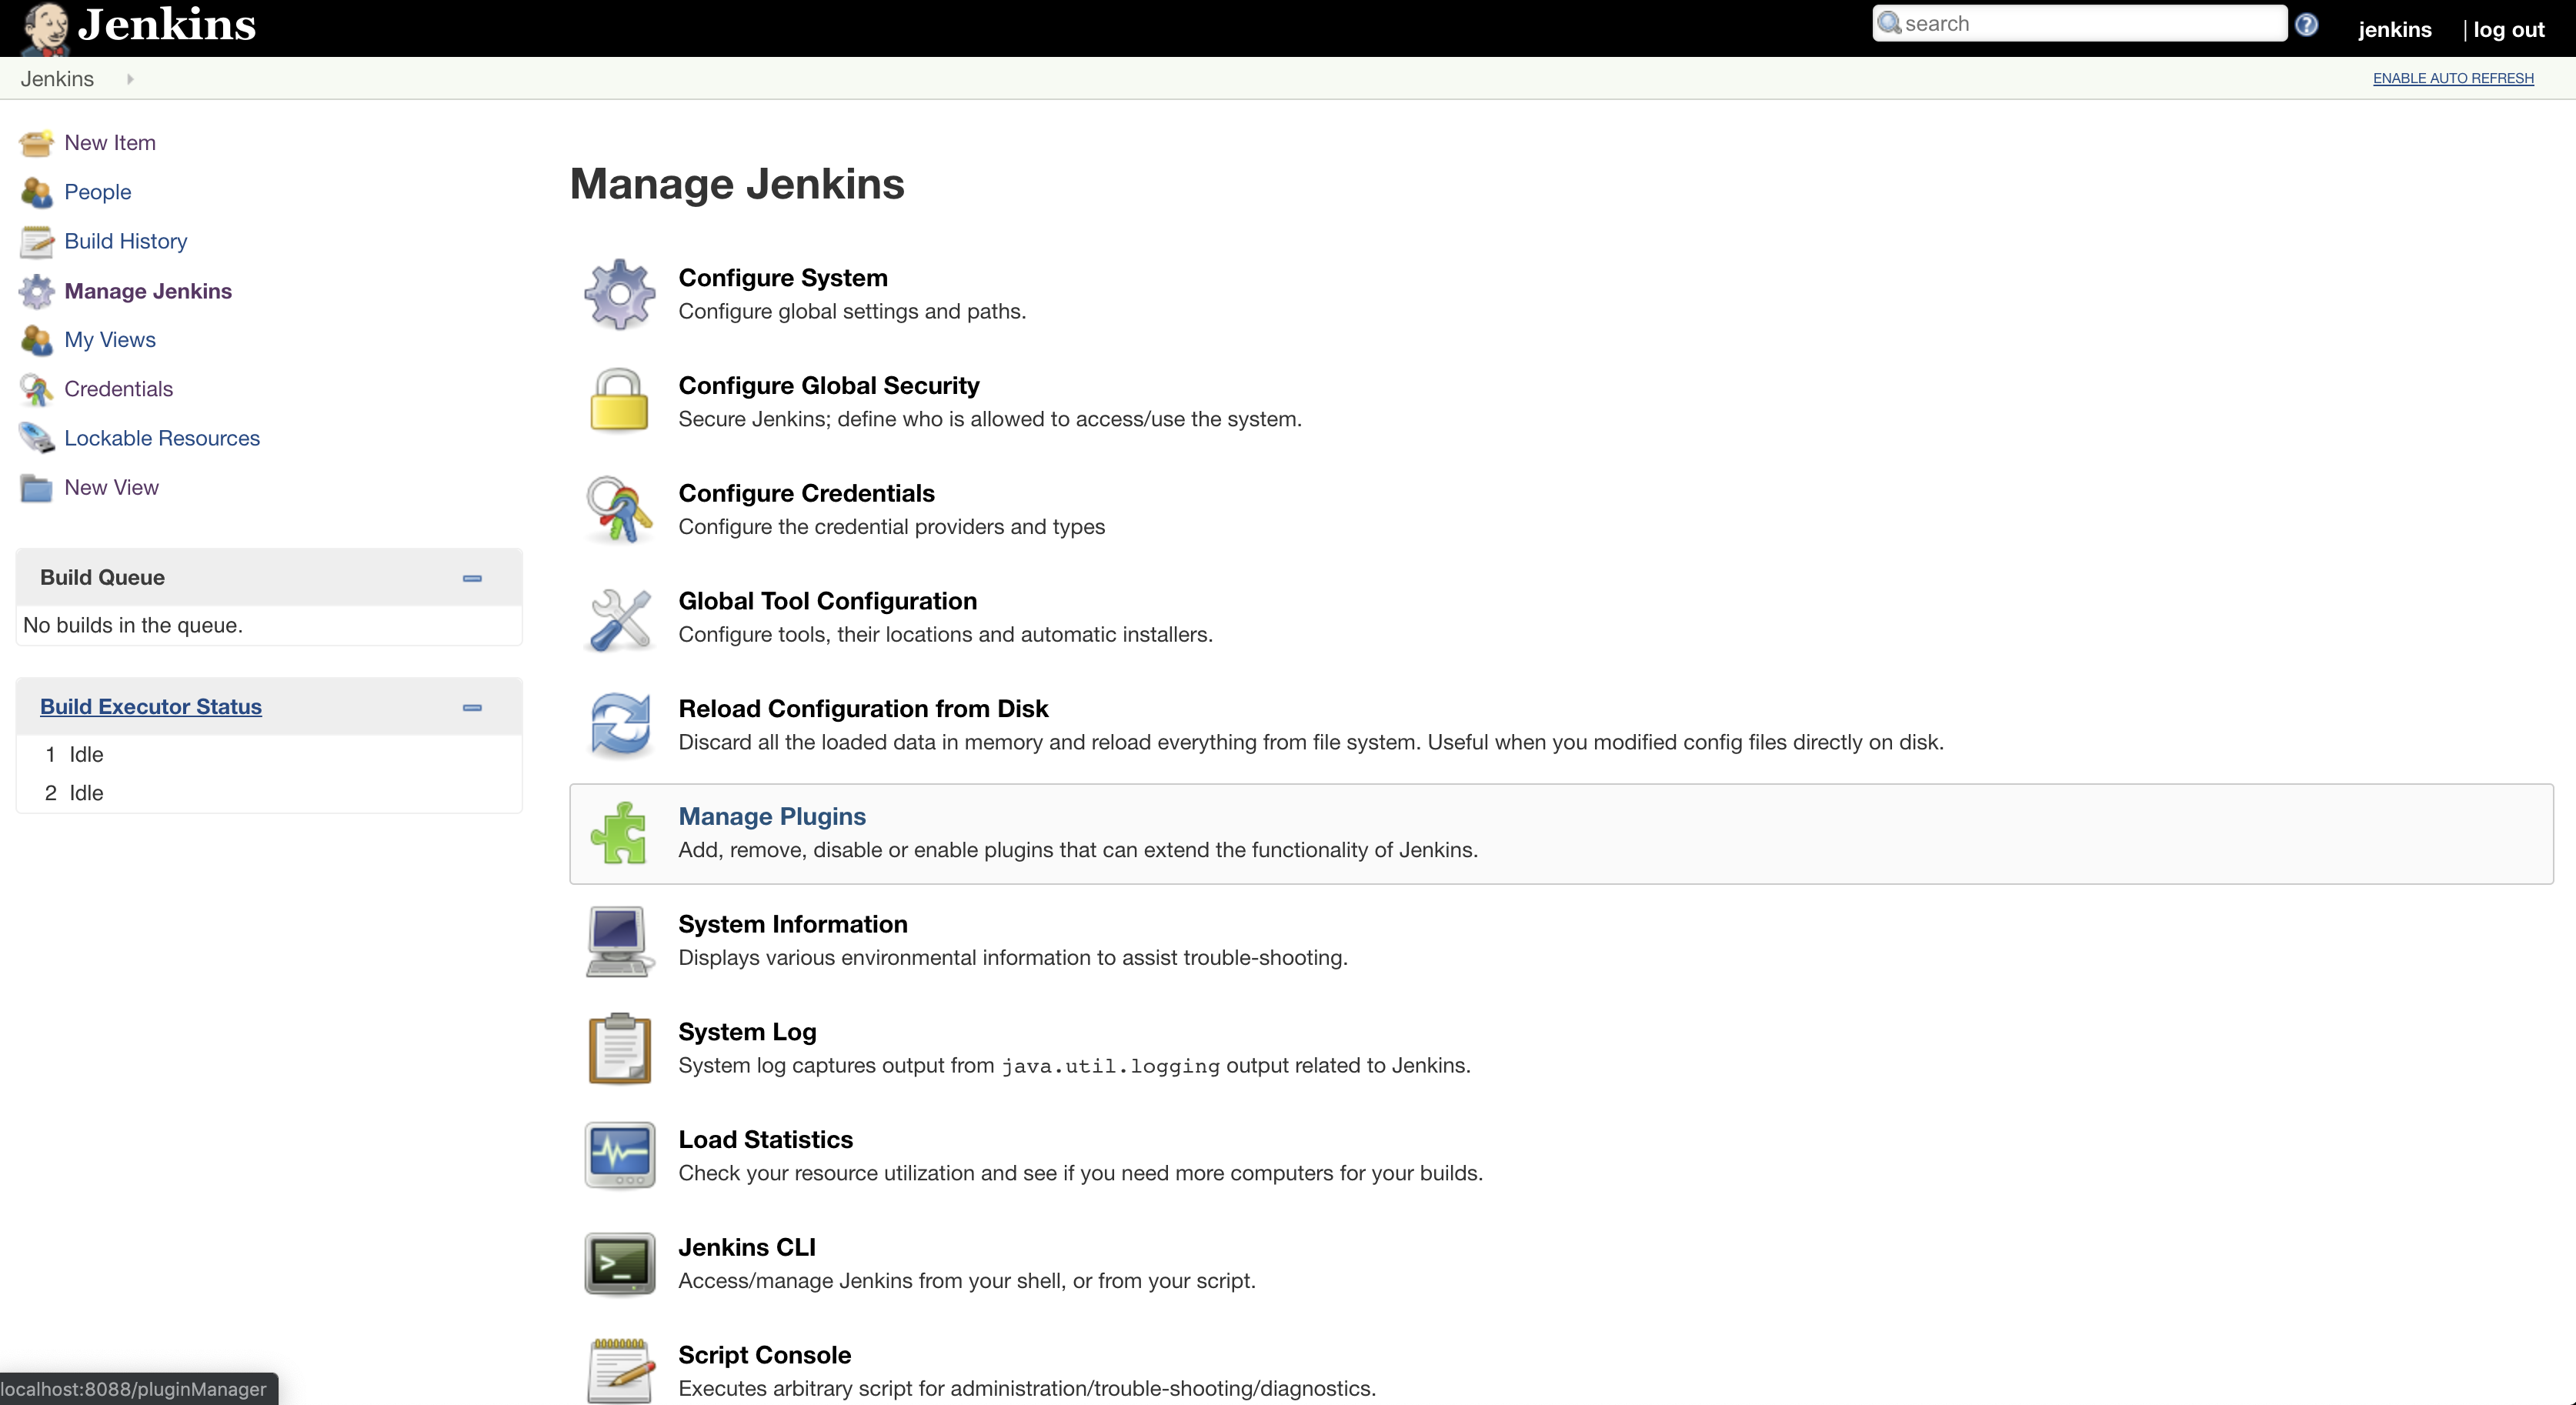 Jenkins
search
jenkins
| log out
Jenkins
ENABLE AUTO REFRESH
New Item
People
Build History
Manage Jenkins
My Views
Credentials
Lockable Resources
New View
Build Queue
No builds in the queue.
Build Executor Status
1 Idle
2 Idle
Manage Jenkins
Configure System
Configure global settings and paths.
Configure Global Security
Secure Jenkins; define who is allowed to access/use the system.
Configure Credentials
Configure the credential providers and types
Global Tool Configuration
Configure tools, their locations and automatic installers.
Reload Configuration from Disk
Discard all the loaded data in memory and reload everything from file system. Useful when you modified config files directly on disk.
Manage Plugins
Add, remove, disable or enable plugins that can extend the functionality of Jenkins.
System Information
Displays various environmental information to assist trouble-shooting.
System Log
System log captures output from java.util.logging output related to Jenkins.
Load Statistics
Check your resource utilization and see if you need more computers for your builds.
Jenkins CLI
Access/manage Jenkins from your shell, or from your script.
Script Console
Executes arbitrary script for administration/trouble-shooting/diagnostics.
localhost:8088/pluginManager